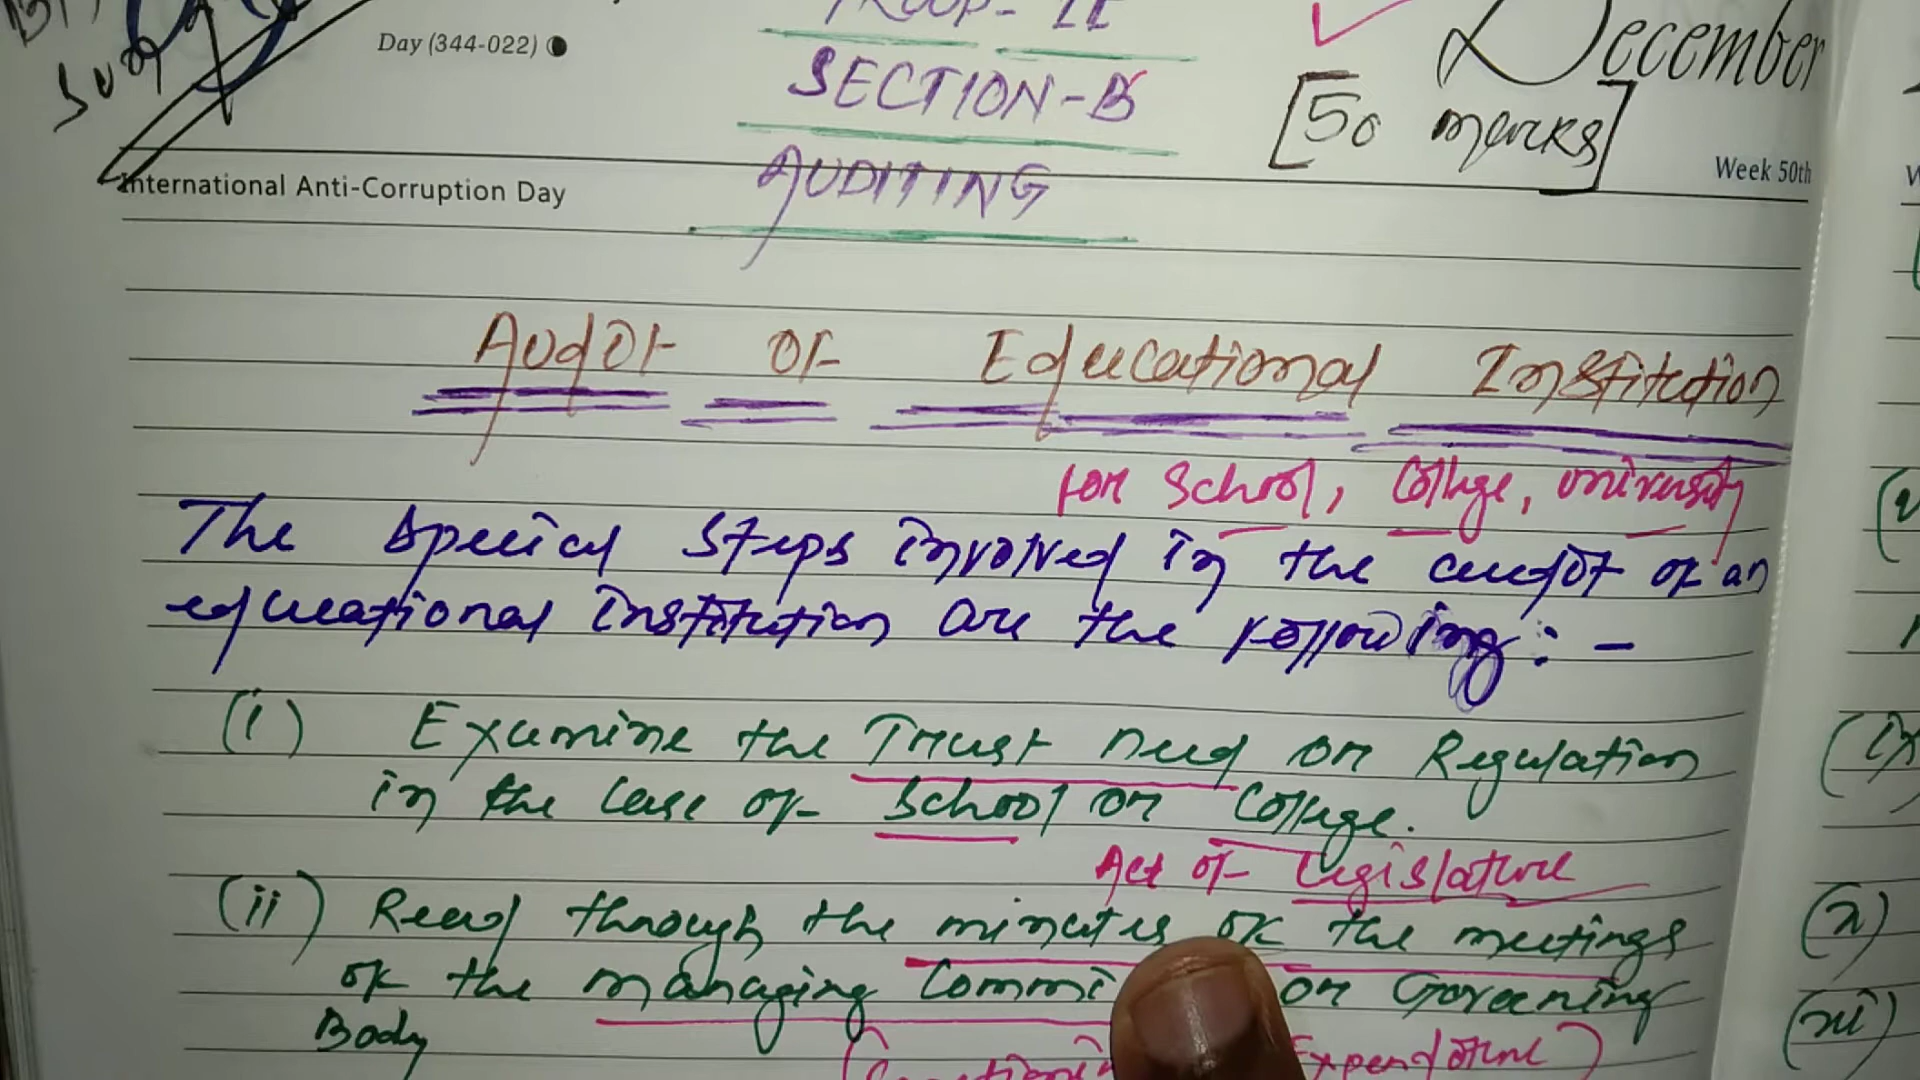 Day (344-022)
December
SECTION-B
[50 marks]
AUDITING
Week 50th
International Anti-Corruption Day
Audit of Educational Institution
for School, College, University
The Special Steps involved in the audit of an
educational Institution are the following: -
(i) Examine the Trust Deed or Regulation
in the case of School or College.
Act of Legislature
(ii) Read through the minutes of the meetings
of the managing Commi or Governing
Body
Expenditure)
(x)
(xi)